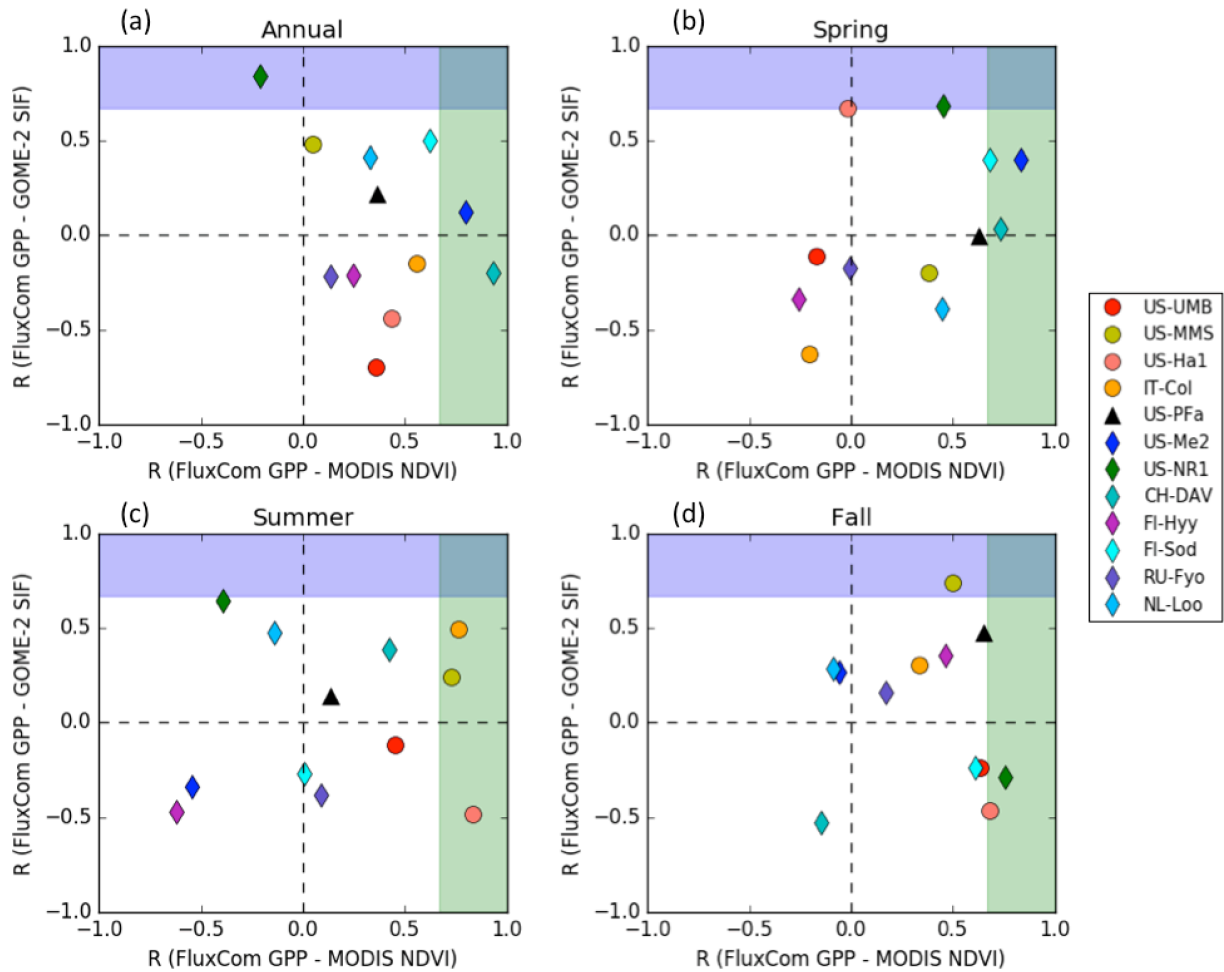 (a)
Annual
1.0
0.5
0.0
−0.5
−1.0
R (FluxCom GPP - GOME-2 SIF)
−1.0 −0.5 0.0 0.5 1.0
R (FluxCom GPP - MODIS NDVI)
(b)
Spring
1.0
0.5
0.0
−0.5
−1.0
R (FluxCom GPP - GOME-2 SIF)
−1.0 −0.5 0.0 0.5 1.0
R (FluxCom GPP - MODIS NDVI)
(c)
Summer
1.0
0.5
0.0
−0.5
−1.0
R (FluxCom GPP - GOME-2 SIF)
−1.0 −0.5 0.0 0.5 1.0
R (FluxCom GPP - MODIS NDVI)
(d)
Fall
1.0
0.5
0.0
−0.5
−1.0
R (FluxCom GPP - GOME-2 SIF)
−1.0 −0.5 0.0 0.5 1.0
R (FluxCom GPP - MODIS NDVI)
US-UMB
US-MMS
US-Ha1
IT-Col
US-PFa
US-Me2
US-NR1
CH-DAV
FI-Hyy
FI-Sod
RU-Fyo
NL-Loo